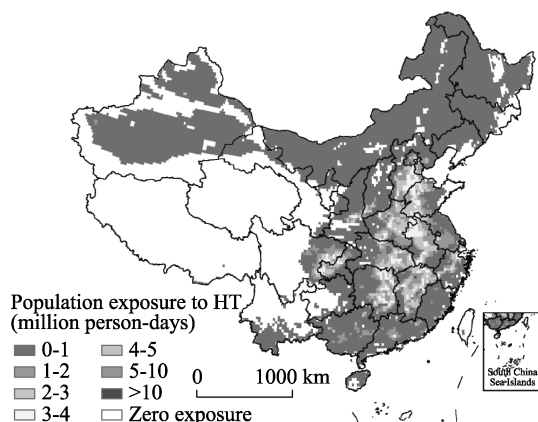 Population exposure to HT
(million person-days)
0-1
4-5
1-2
5-10
2-3
>10
3-4
Zero exposure
0
1000 km
South China
Sea-Islands